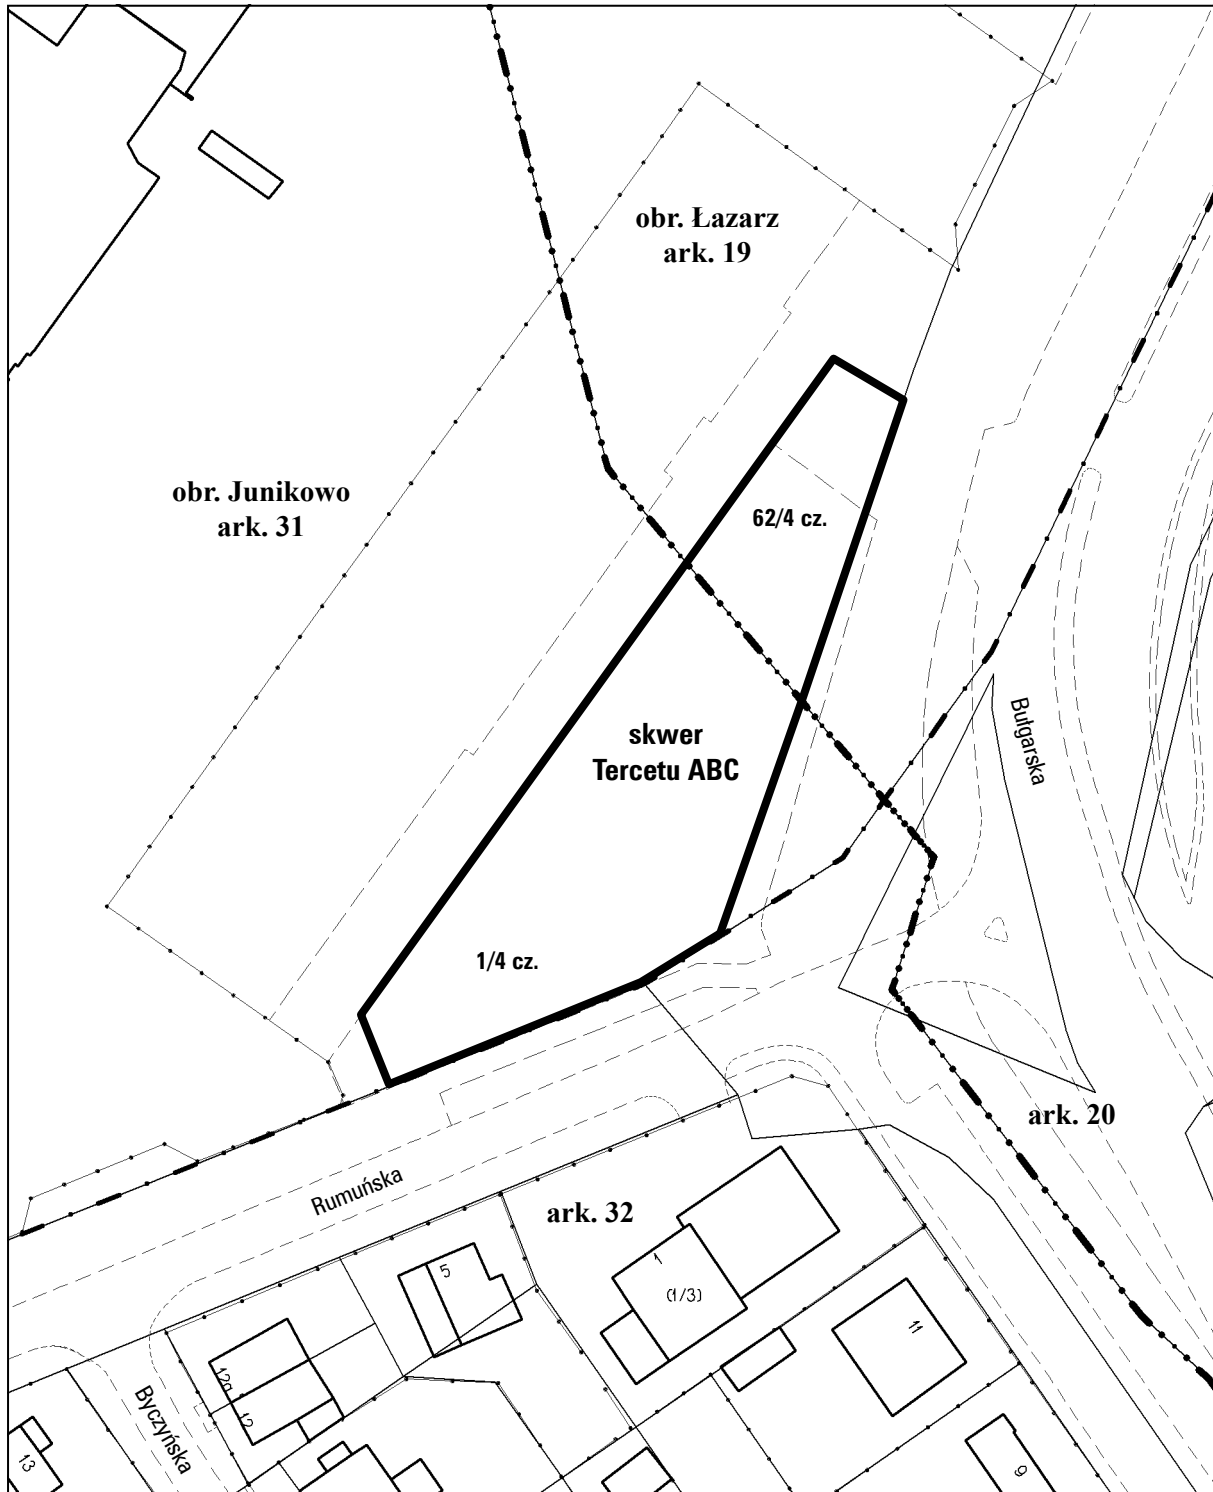 obr. Łazarz
ark. 19
obr. Junikowo
ark. 31
62/4 cz.
skwer
Tercetu ABC
Bułgarska
1/4 cz.
ark. 20
Rumuńska
ark. 32
5
1
(1/3)
11
12a
12
Byczyńska
13
9